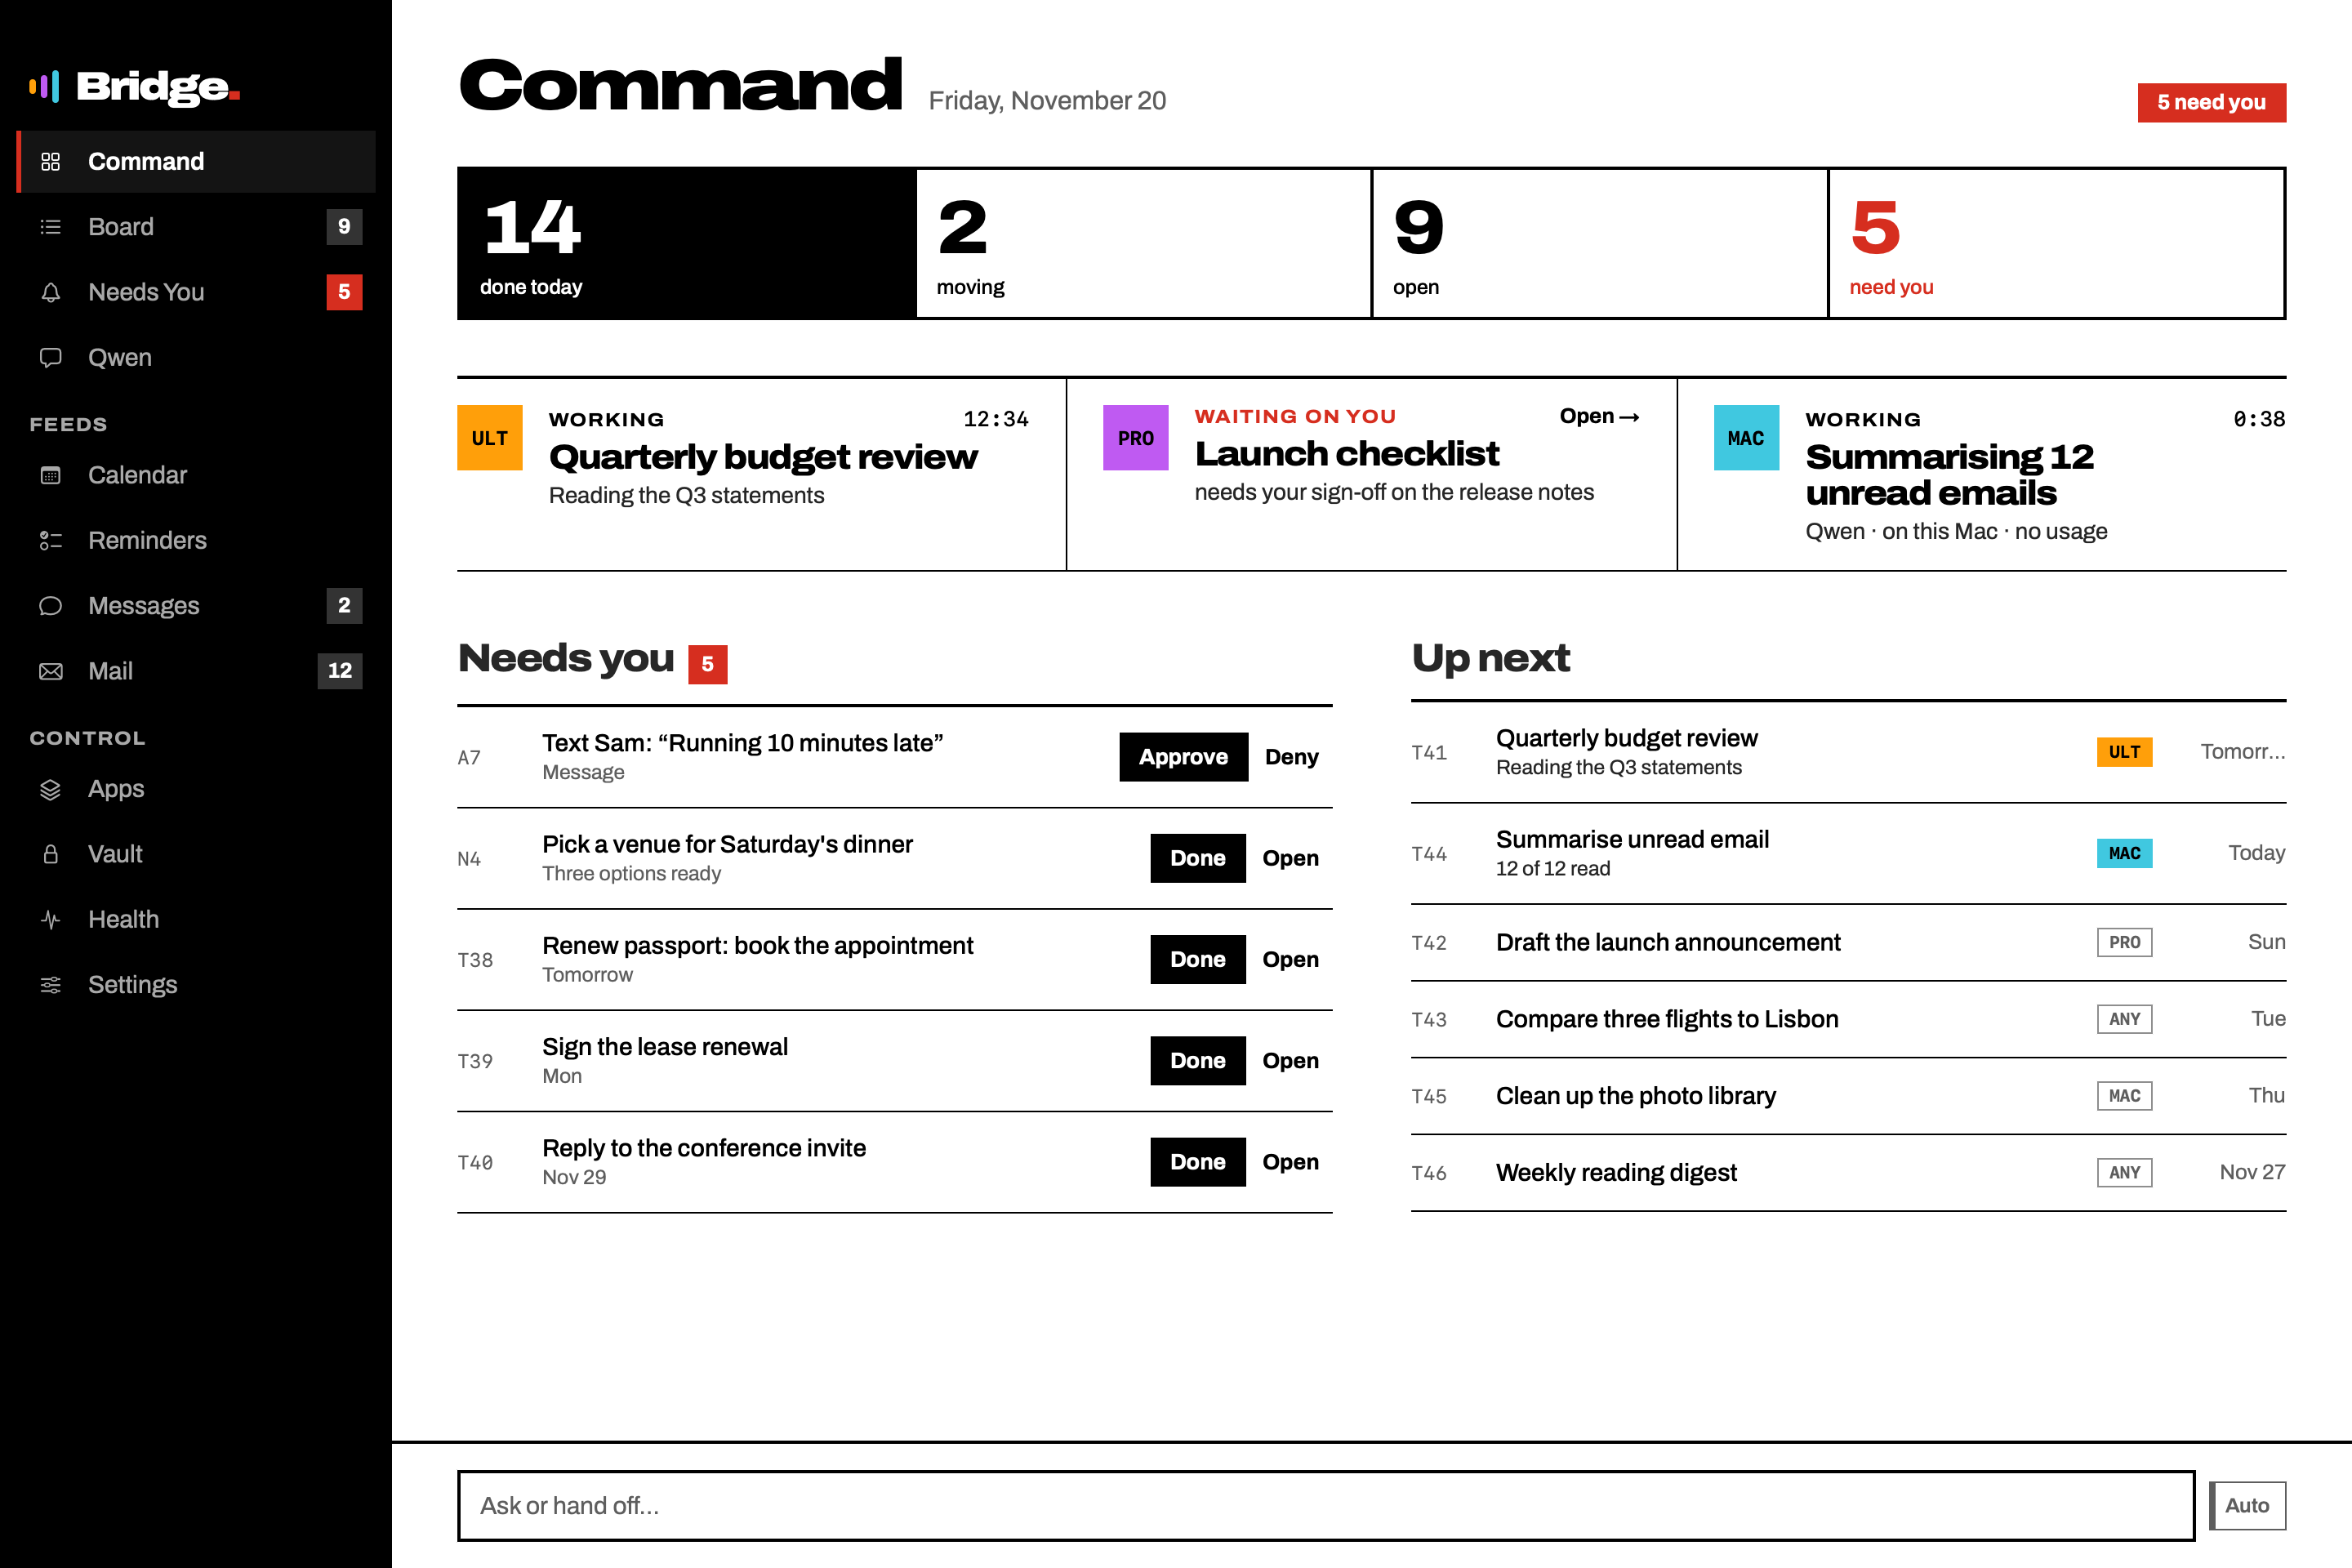 Bridge.
Command
Board 9
Needs You 5
Qwen
FEEDS
Calendar
Reminders
Messages 2
Mail 12
CONTROL
Apps
Vault
Health
Settings
Command Friday, November 20
5 need you
14
done today
2
moving
9
open
5
need you
ULT
WORKING 12:34
Quarterly budget review
Reading the Q3 statements
PRO
WAITING ON YOU Open →
Launch checklist
needs your sign-off on the release notes
MAC
WORKING 0:38
Summarising 12
unread emails
Qwen · on this Mac · no usage
Needs you 5
A7 Text Sam: “Running 10 minutes late” Approve Deny
Message
N4 Pick a venue for Saturday's dinner Done Open
Three options ready
T38 Renew passport: book the appointment Done Open
Tomorrow
T39 Sign the lease renewal Done Open
Mon
T40 Reply to the conference invite Done Open
Nov 29
Up next
T41 Quarterly budget review ULT Tomorr...
Reading the Q3 statements
T44 Summarise unread email MAC Today
12 of 12 read
T42 Draft the launch announcement PRO Sun
T43 Compare three flights to Lisbon ANY Tue
T45 Clean up the photo library MAC Thu
T46 Weekly reading digest ANY Nov 27
Ask or hand off...
Auto